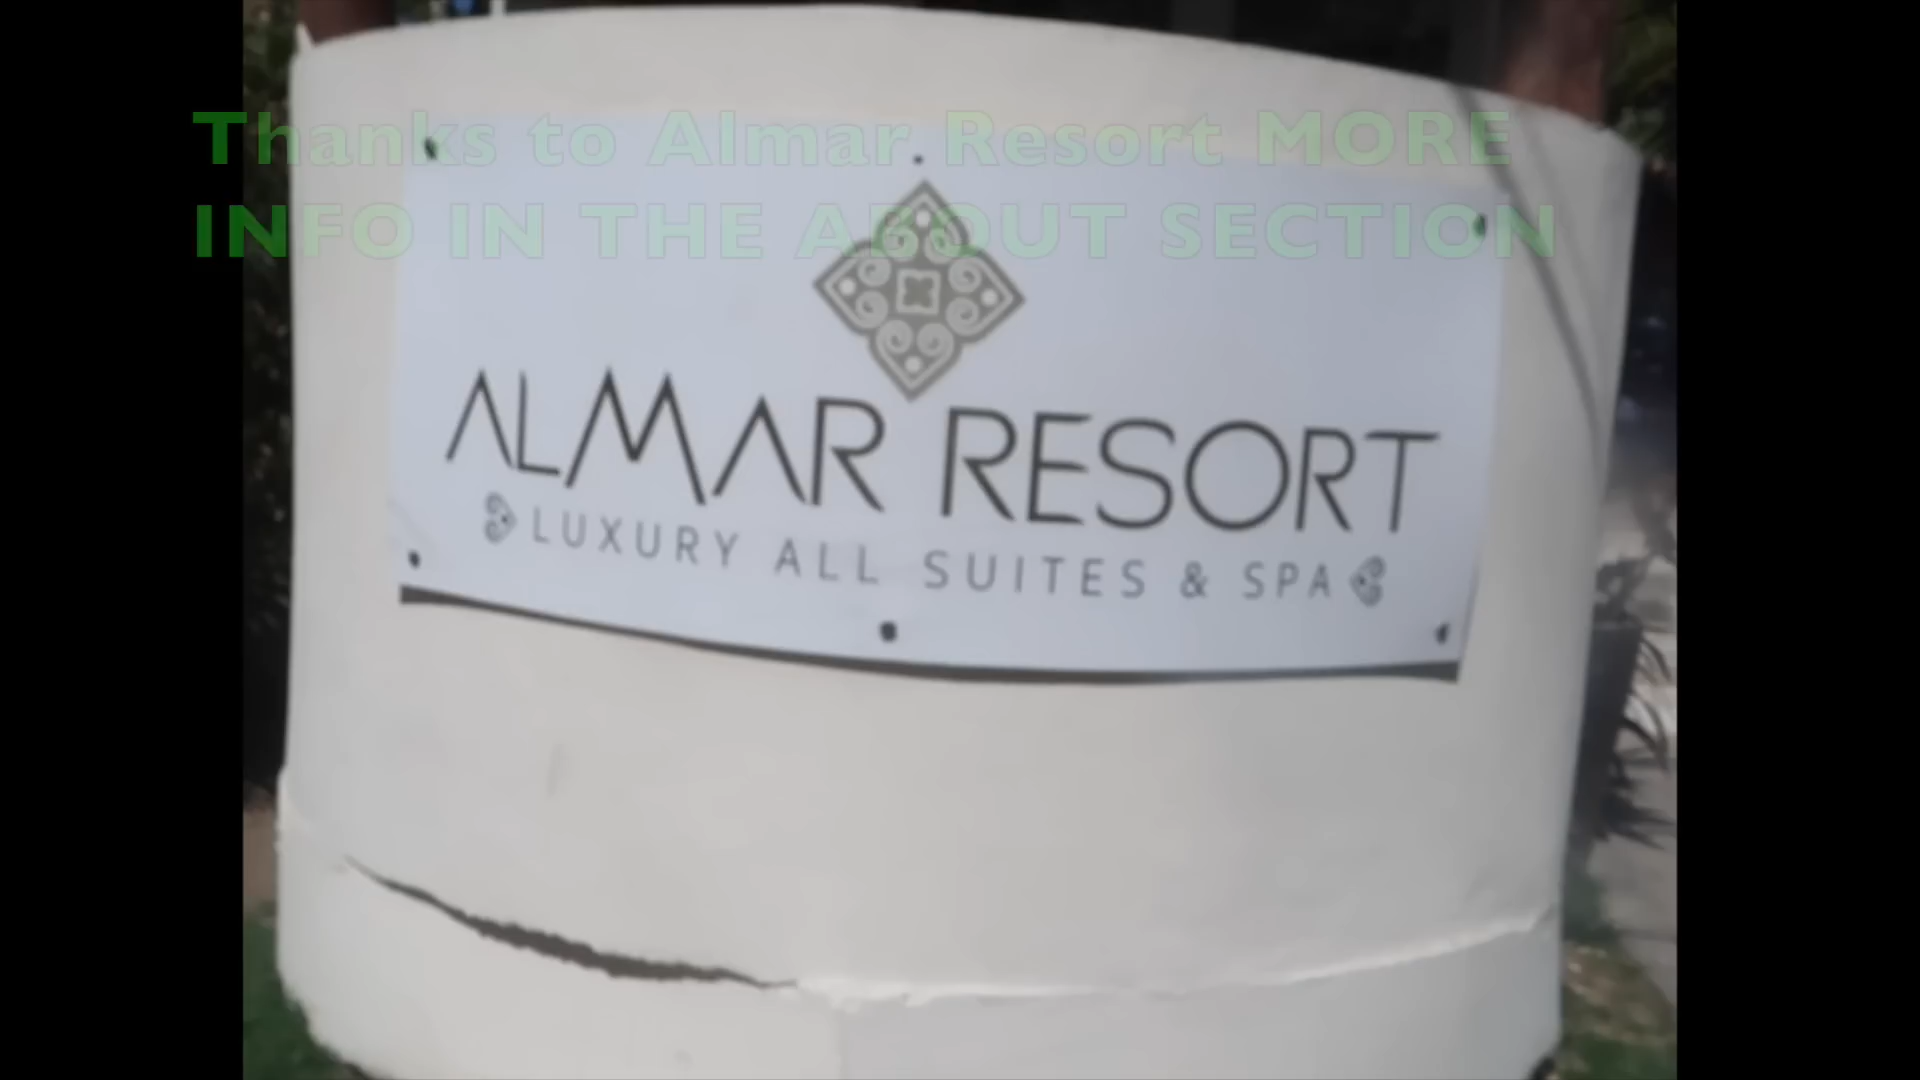 Thanks to Almar Resort MORE
INFO IN THE ABOUT SECTION
ALMAR RESORT
LUXURY ALL SUITES & SPA